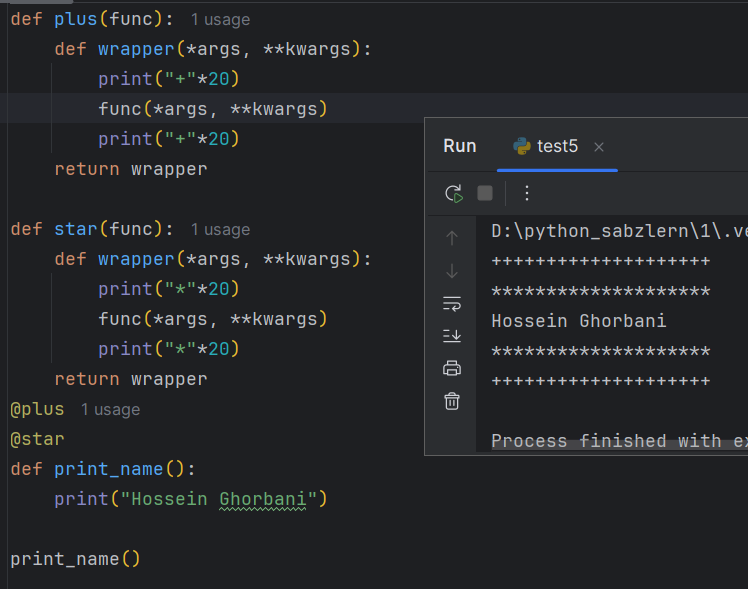 def plus(func): 1 usage
    def wrapper(*args, **kwargs):
        print("+"*20)
        func(*args, **kwargs)
        print("+"*20)
    return wrapper

def star(func): 1 usage
    def wrapper(*args, **kwargs):
        print("*"*20)
        func(*args, **kwargs)
        print("*"*20)
    return wrapper
@plus 1 usage
@star
def print_name():
    print("Hossein Ghorbani")

print_name()
Run test5
D:\python_sabzlern\1\.ve
++++++++++++++++++++
********************
Hossein Ghorbani
********************
++++++++++++++++++++
Process finished with ex